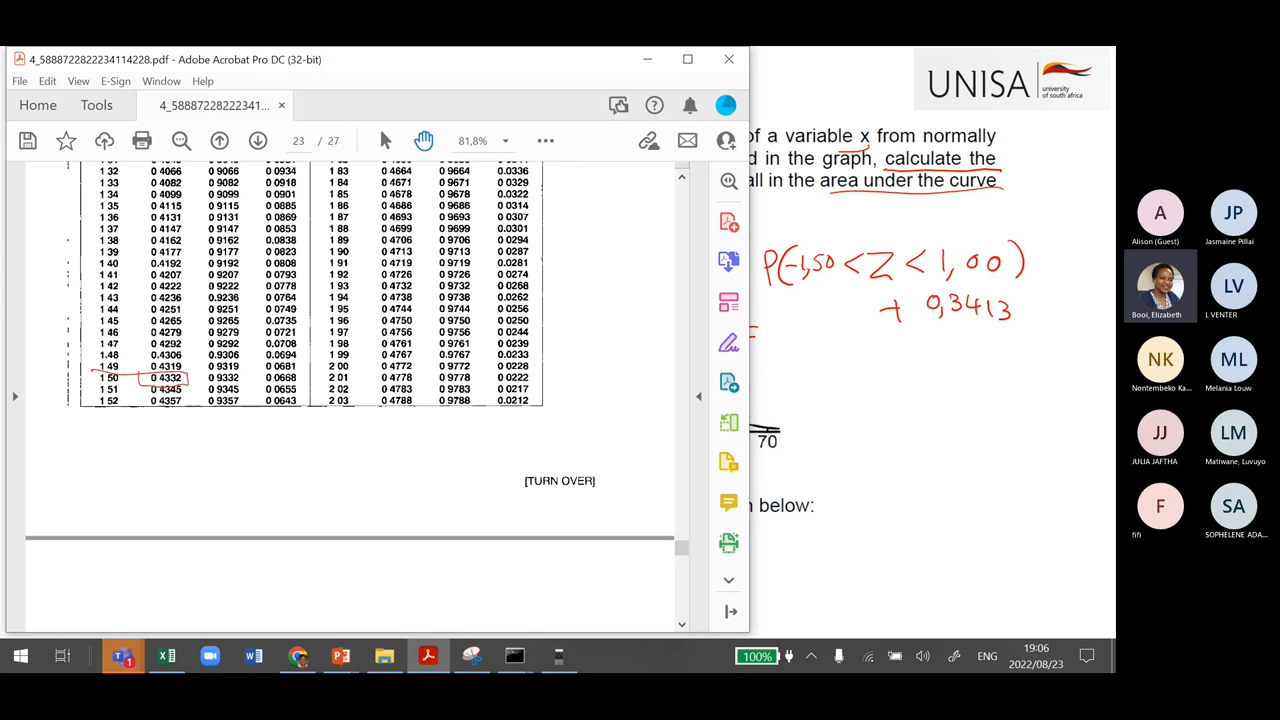 4_5888722822234114228.pdf - Adobe Acrobat Pro DC (32-bit)
File Edit View E-Sign Window Help
Home Tools 4_58887228222341...
23 / 27 81,8%
1 32 0 4066 0 9066 0.0934 1 83 0 4664 0 9664 0.0336
1 33 0 4082 0 9082 0 0918 1 84 0 4671 0 9671 0.0329
1 34 0 4099 0 9099 0 0901 1 85 0 4678 0 9678 0.0322
1 35 0 4115 0 9115 0 0885 1 86 0 4686 0 9686 0.0314
1 36 0 4131 0 9131 0 0869 1 87 0 4693 0 9693 0.0307
1 37 0 4147 0 9147 0 0853 1 88 0 4699 0 9699 0.0301
1 38 0 4162 0 9162 0 0838 1 89 0 4706 0 9706 0.0294
1 39 0 4177 0 9177 0 0823 1 90 0 4713 0 9713 0.0287
1 40 0.4192 0 9192 0 0808 1 91 0 4719 0 9719 0.0281
1 41 0 4207 0 9207 0 0793 1 92 0 4726 0 9726 0.0274
1 42 0 4222 0 9222 0 0778 1 93 0 4732 0 9732 0.0268
1 43 0 4236 0 9236 0 0764 1 94 0 4738 0 9738 0.0262
1 44 0 4251 0 9251 0 0749 1 95 0 4744 0 9744 0.0256
1 45 0 4265 0 9265 0 0735 1 96 0 4750 0 9750 0.0250
1 46 0 4279 0 9279 0 0721 1 97 0 4756 0 9756 0.0244
1 47 0 4292 0 9292 0.0708 1 98 0 4761 0 9761 0.0239
1.48 0.4306 0.9306 0.0694 1 99 0 4767 0 9767 0.0233
1 49 0 4319 0 9319 0 0681 2 00 0 4772 0 9772 0.0228
1 50 0 4332 0 9332 0 0668 2 01 0 4778 0 9778 0.0222
1 51 0 4345 0 9345 0 0655 2 02 0 4783 0 9783 0.0217
1 52 0 4357 0 9357 0 0643 2 03 0 4788 0 9788 0.0212
[TURN OVER]
UNISA university of south africa
of a variable x from normally
d in the graph, calculate the
all in the area under the curve
P(-1,50 < Z < 1,00)
+ 0,3413
=
70
n below:
A JP
Alison (Guest) Jasmaine Pillai
LV
Booi, Elizabeth L VENTER
NK ML
Nontembeko Ka... Melania Louw
JJ LM
JULIA JAFTHA Matiwane, Luvuyo
F SA
fifi SOPHELENE ADA...
100% ENG 19:06
2022/08/23